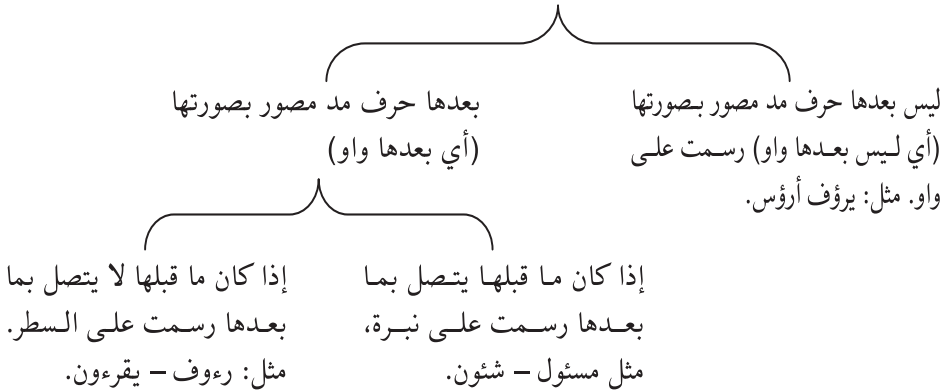 ليس بعدها حرف مد مصور بصورتها
(أي ليس بعدها واو) رسمت على
واو. مثل: يرؤف أرؤس.
بعدها حرف مد مصور بصورتها
(أي بعدها واو)
إذا كان ما قبلها يتصل بما
بعدها رسمت على نبرة،
مثل مسئول – شئون.
إذا كان ما قبلها لا يتصل بما
بعدها رسمت على السطر.
مثل: رءوف – يقرءون.